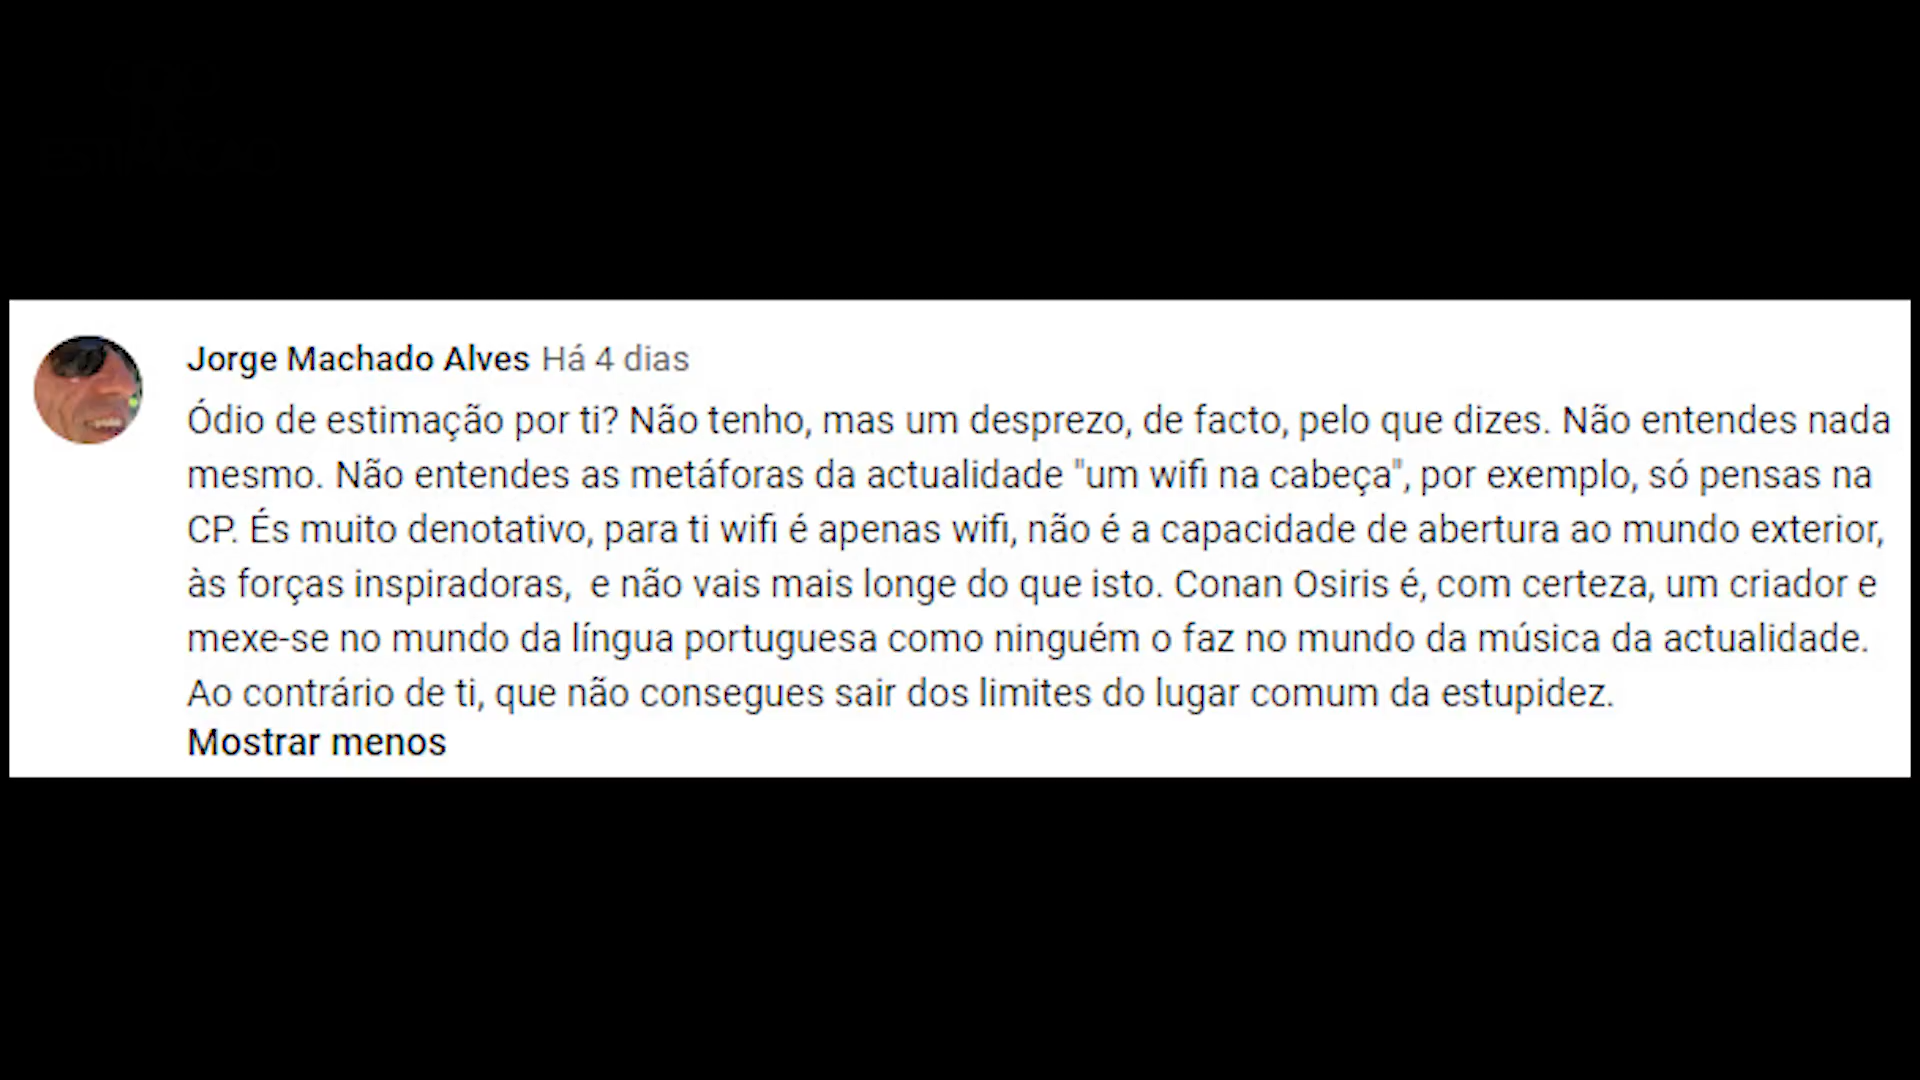 Jorge Machado Alves Há 4 dias
Ódio de estimação por ti? Não tenho, mas um desprezo, de facto, pelo que dizes. Não entendes nada
mesmo. Não entendes as metáforas da actualidade "um wifi na cabeça", por exemplo, só pensas na
CP. És muito denotativo, para ti wifi é apenas wifi, não é a capacidade de abertura ao mundo exterior,
às forças inspiradoras,  e não vais mais longe do que isto. Conan Osiris é, com certeza, um criador e
mexe-se no mundo da língua portuguesa como ninguém o faz no mundo da música da actualidade.
Ao contrário de ti, que não consegues sair dos limites do lugar comum da estupidez.
Mostrar menos